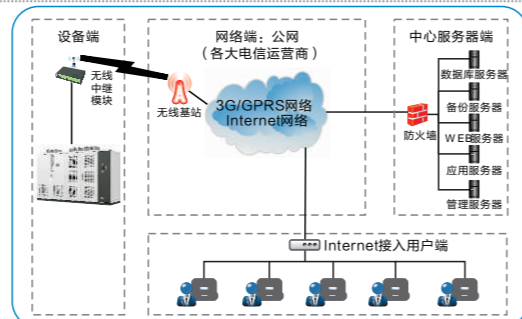 设备端
无线
中继
模块
网络端：公网
（各大电信运营商）
无线基站
3G/GPRS网络
Internet网络
中心服务器端
防火墙
数据库服务器
备份服务器
WEB服务器
应用服务器
管理服务器
Internet接入用户端